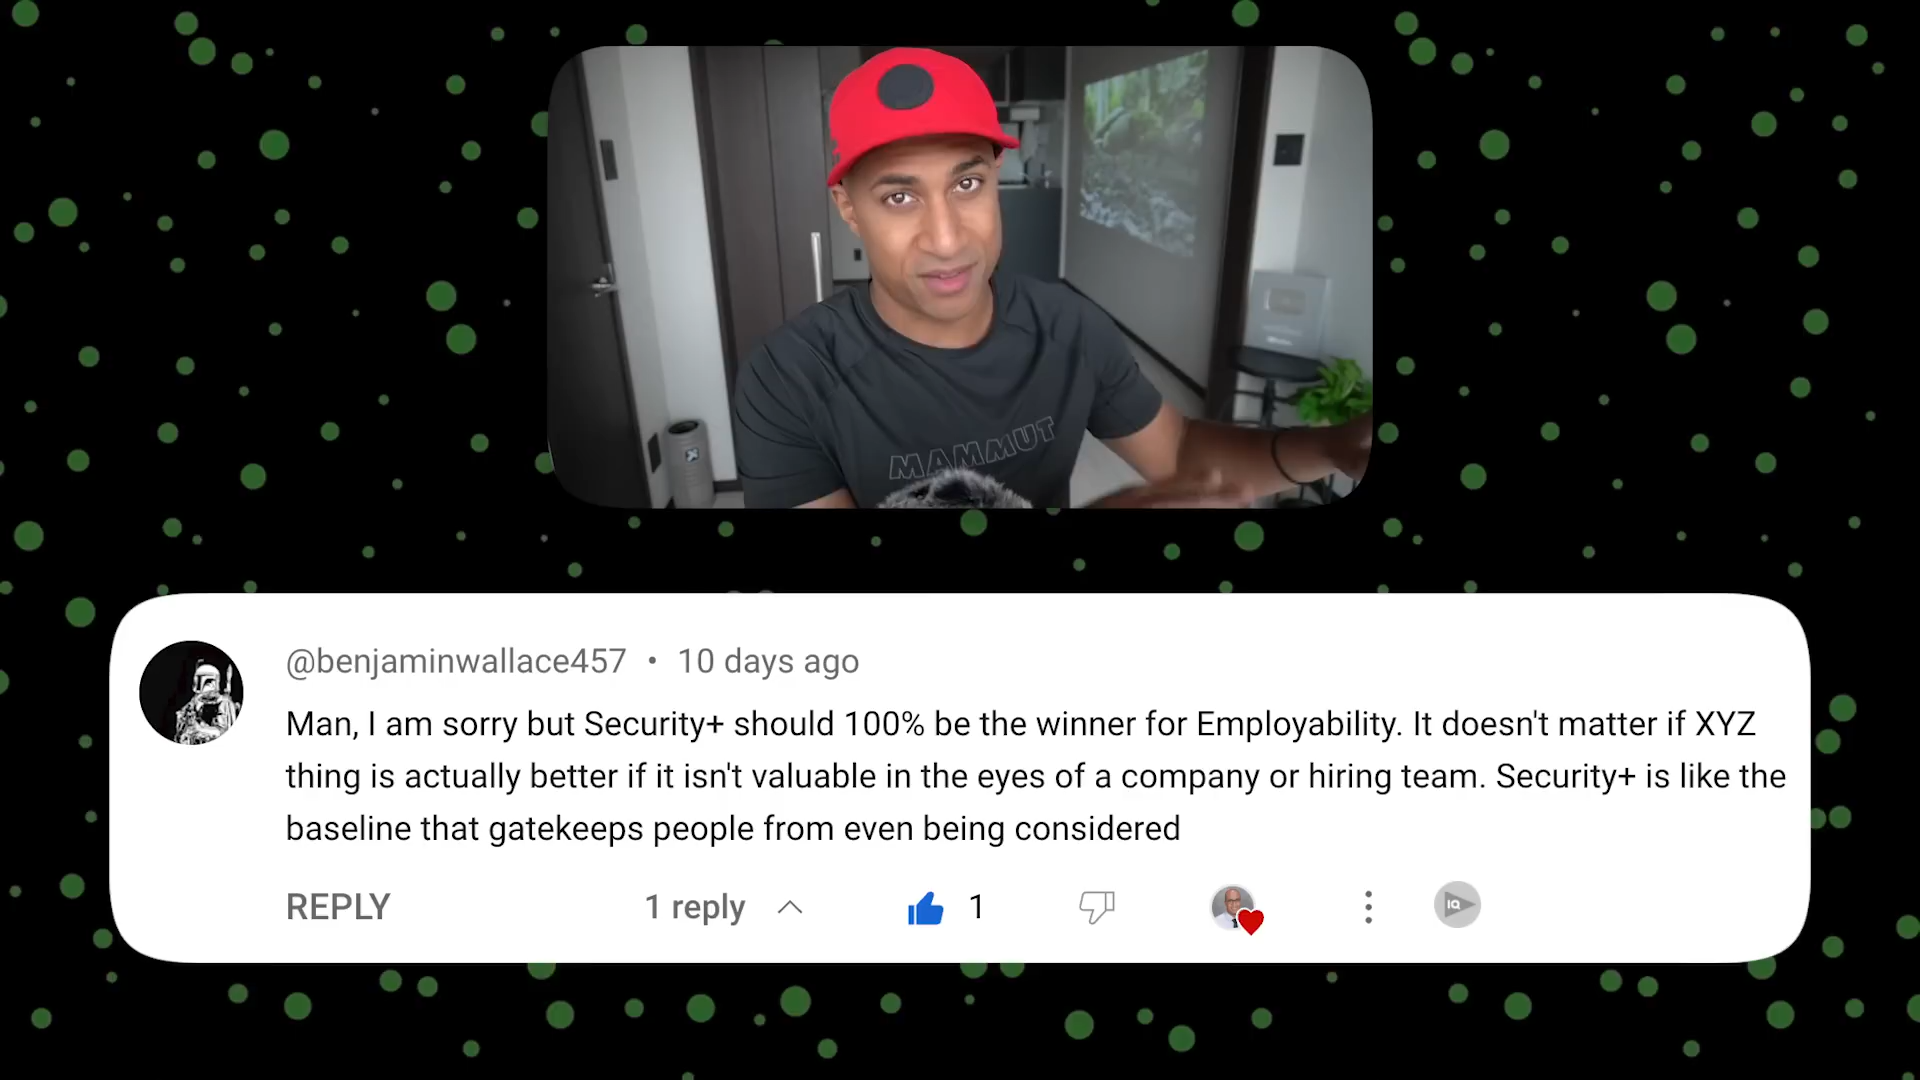 MAMMUT
@benjaminwallace457 • 10 days ago
Man, I am sorry but Security+ should 100% be the winner for Employability. It doesn't matter if XYZ
thing is actually better if it isn't valuable in the eyes of a company or hiring team. Security+ is like the
baseline that gatekeeps people from even being considered
REPLY 1 reply 1 IQ